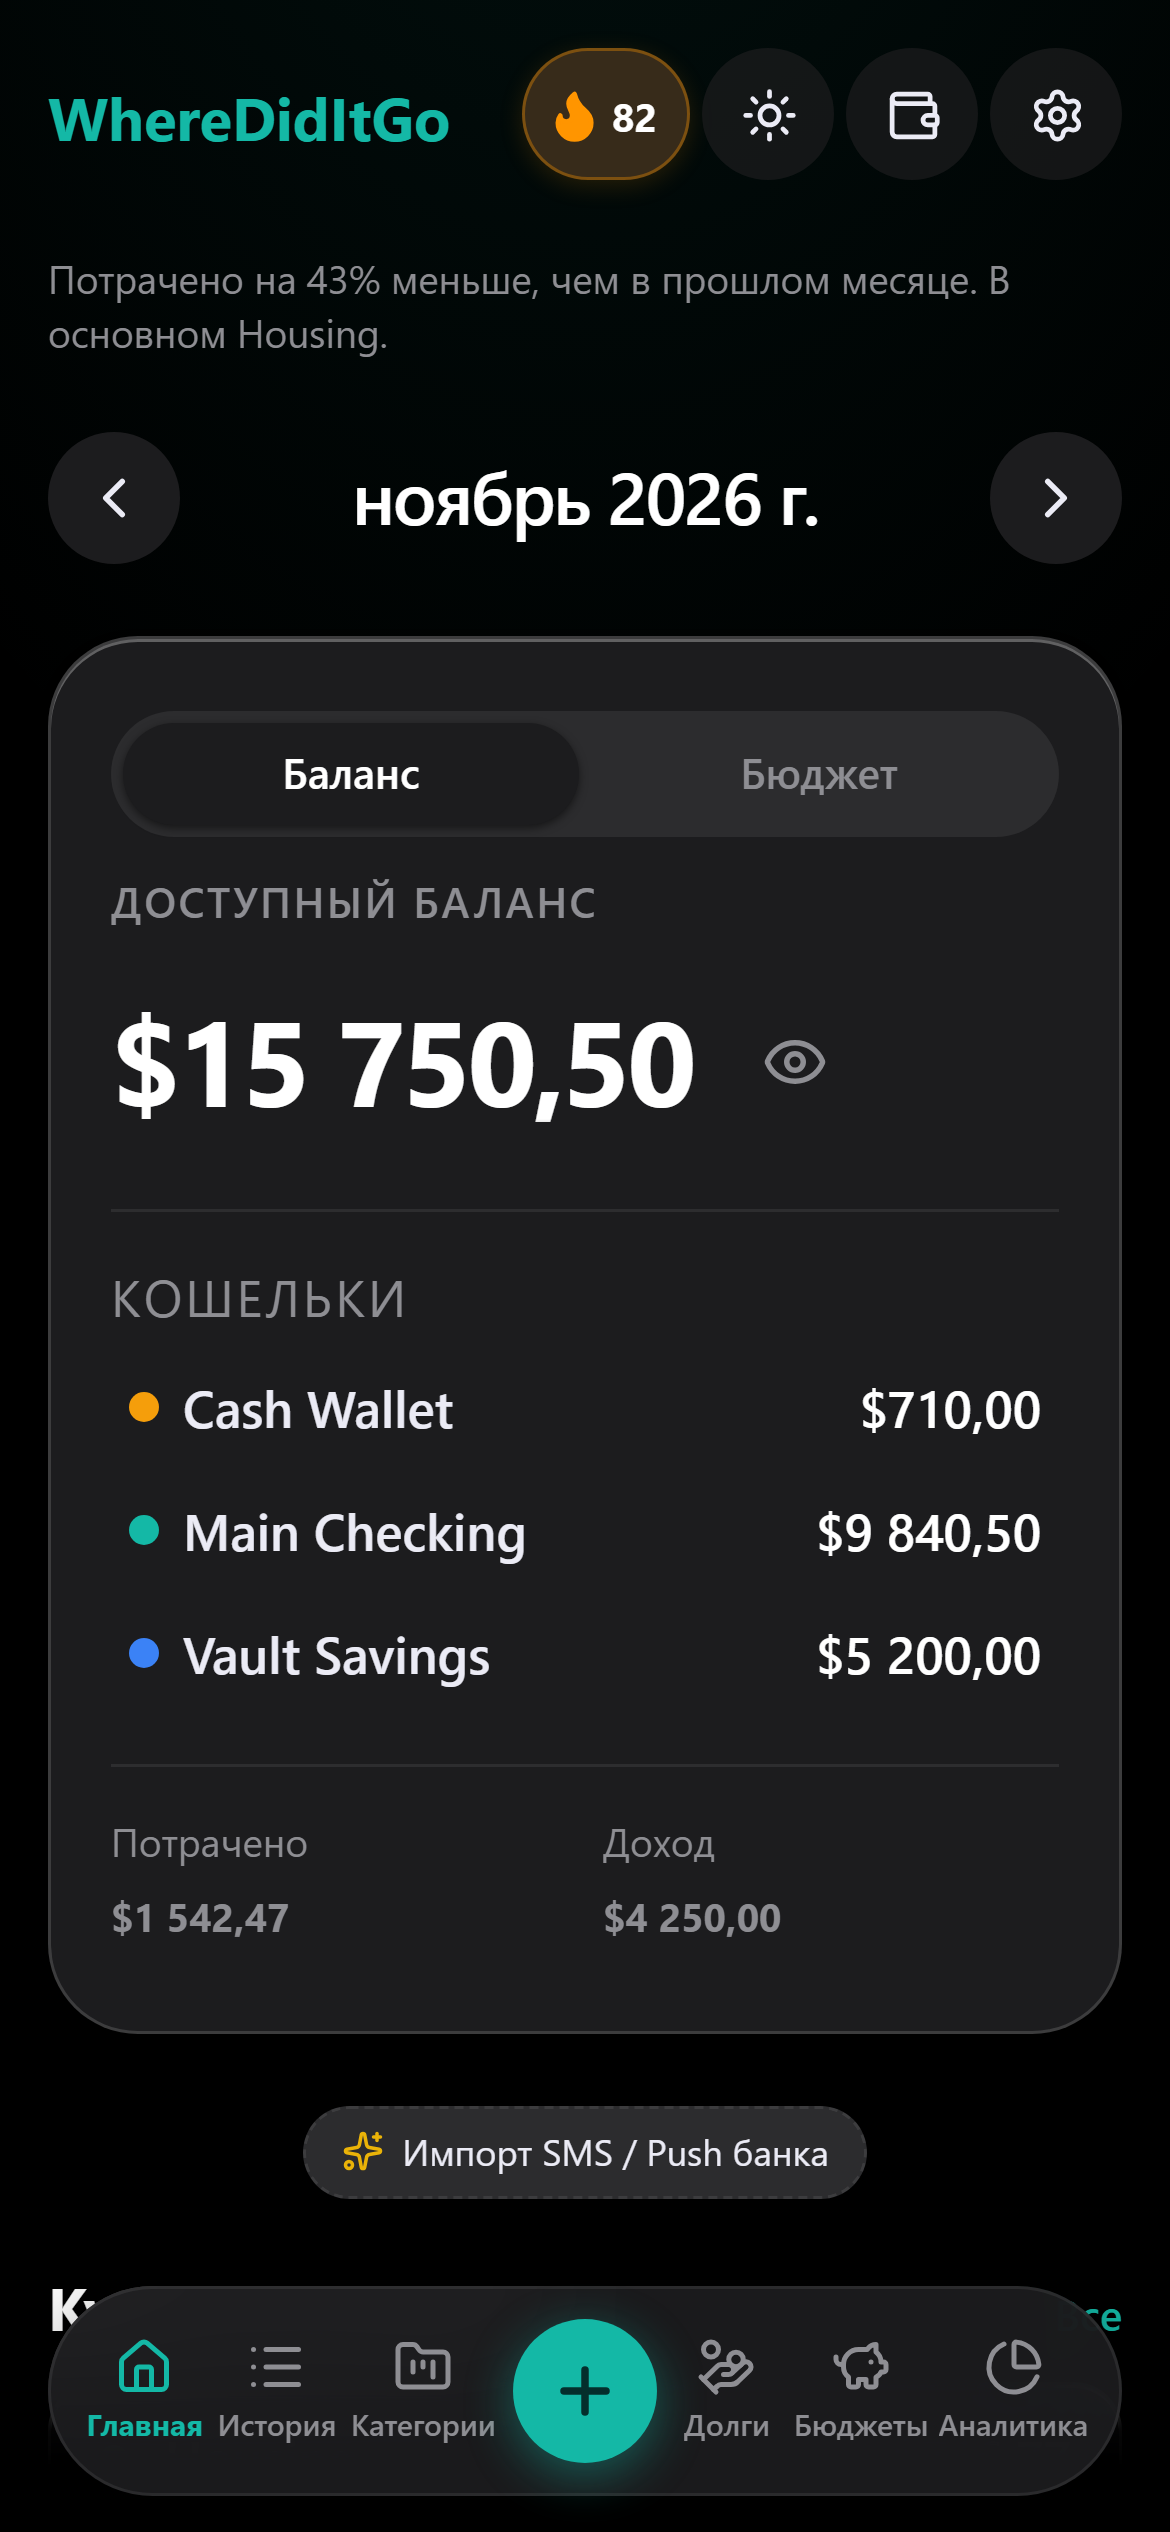 WhereDidItGo
82
Потрачено на 43% меньше, чем в прошлом месяце. В
основном Housing.
ноябрь 2026 г.
Баланс
Бюджет
ДОСТУПНЫЙ БАЛАНС
$15 750,50
КОШЕЛЬКИ
Cash Wallet
$710,00
Main Checking
$9 840,50
Vault Savings
$5 200,00
Потрачено
Доход
$1 542,47
$4 250,00
Импорт SMS / Push банка
Главная
История
Категории
Долги
Бюджеты
Аналитика